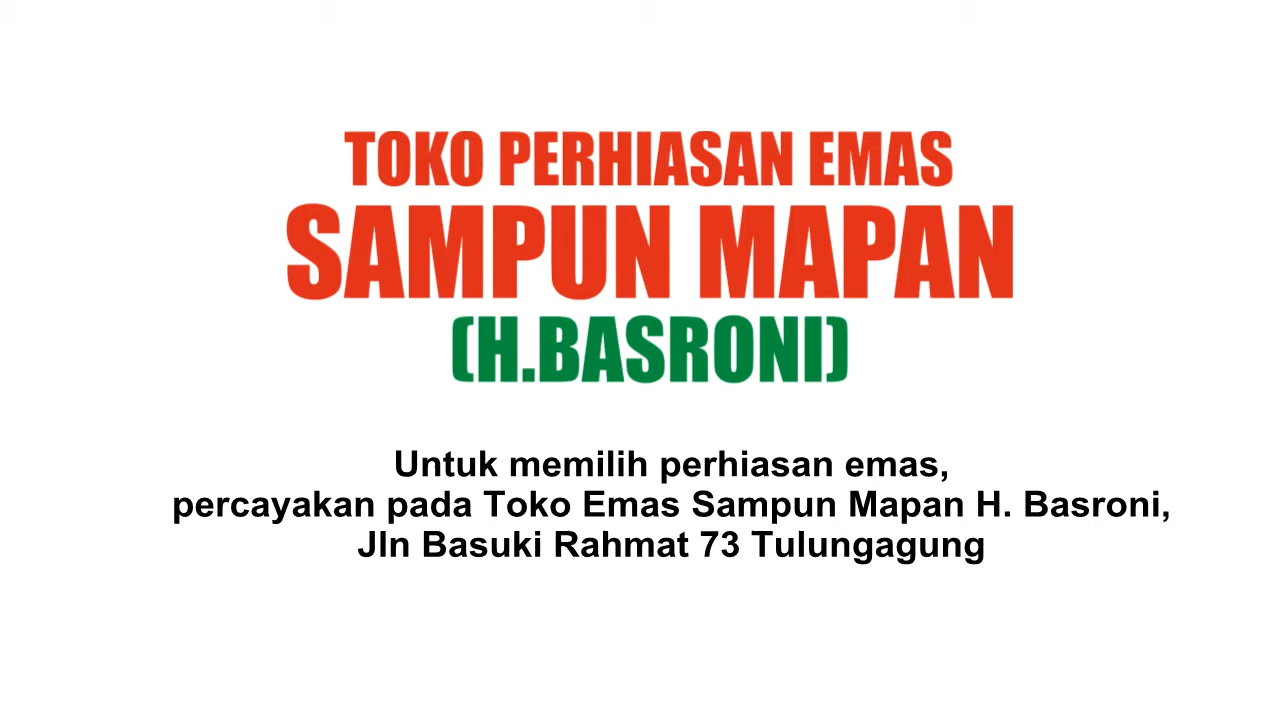 TOKO PERHIASAN EMAS
SAMPUN MAPAN
(H.BASRONI)
Untuk memilih perhiasan emas,
percayakan pada Toko Emas Sampun Mapan H. Basroni,
Jln Basuki Rahmat 73 Tulungagung